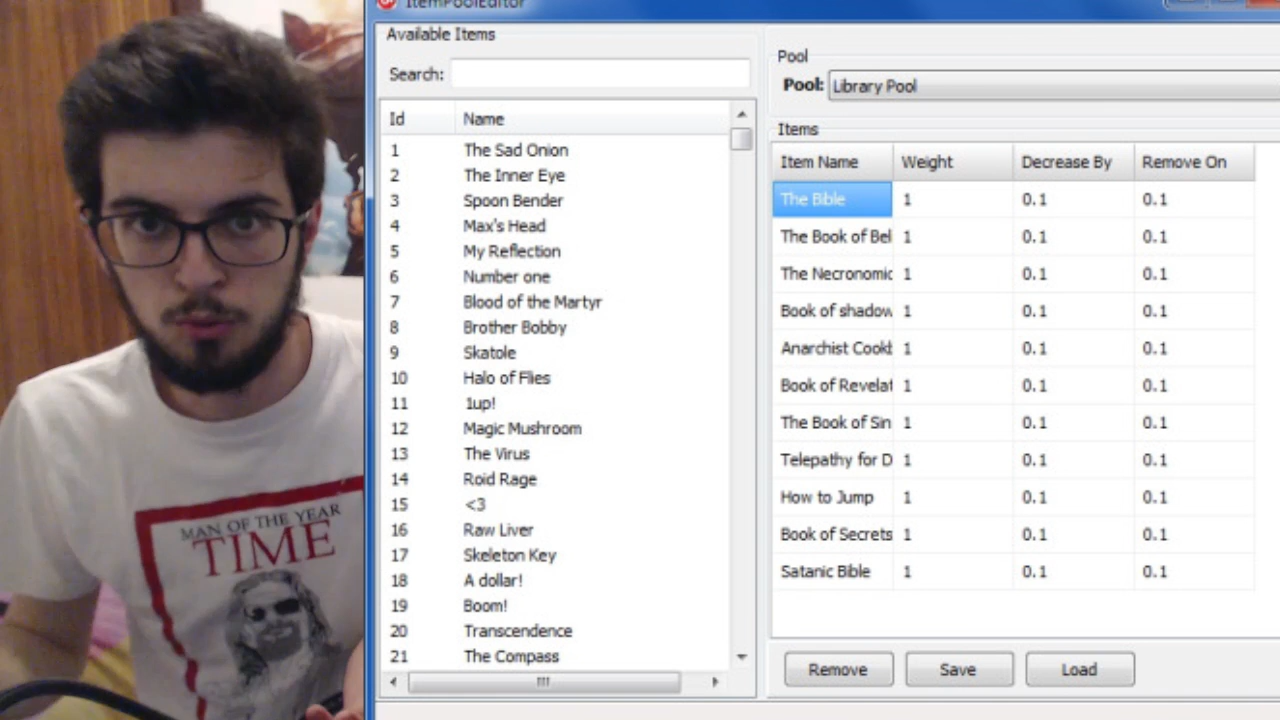 ItemPoolEditor
Available Items
Search:
Id Name
1 The Sad Onion
2 The Inner Eye
3 Spoon Bender
4 Max's Head
5 My Reflection
6 Number one
7 Blood of the Martyr
8 Brother Bobby
9 Skatole
10 Halo of Flies
11 1up!
12 Magic Mushroom
13 The Virus
14 Roid Rage
15 <3
16 Raw Liver
17 Skeleton Key
18 A dollar!
19 Boom!
20 Transcendence
21 The Compass
Pool
Pool: Library Pool
Items
Item Name Weight Decrease By Remove On
The Bible 1 0.1 0.1
The Book of Bel 1 0.1 0.1
The Necronomic 1 0.1 0.1
Book of shadow 1 0.1 0.1
Anarchist Cookb 1 0.1 0.1
Book of Revelat 1 0.1 0.1
The Book of Sin 1 0.1 0.1
Telepathy for D 1 0.1 0.1
How to Jump 1 0.1 0.1
Book of Secrets 1 0.1 0.1
Satanic Bible 1 0.1 0.1
Remove Save Load
MAN OF THE YEAR
TIME